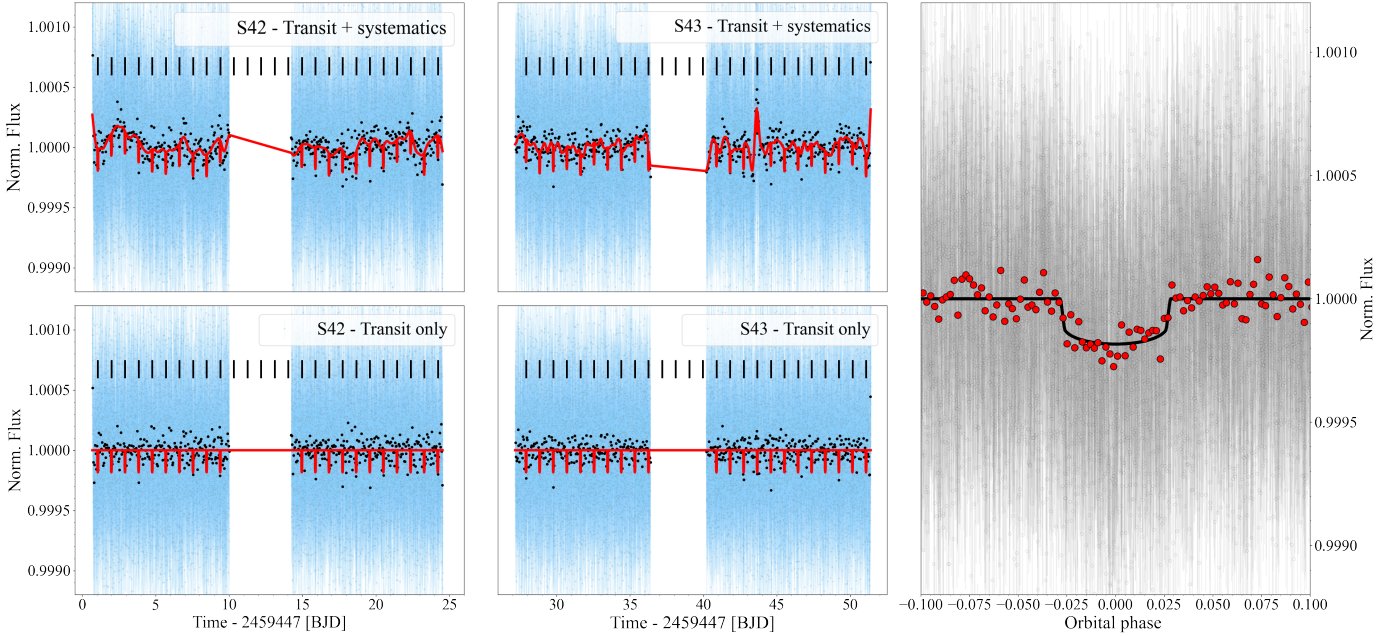 S42 - Transit + systematics
Norm. Flux
1.0010
1.0005
1.0000
0.9995
0.9990
S43 - Transit + systematics
S42 - Transit only
Norm. Flux
1.0010
1.0005
1.0000
0.9995
0.9990
0 5 10 15 20 25
Time - 2459447 [BJD]
S43 - Transit only
30 35 40 45 50
Time - 2459447 [BJD]
1.0010
1.0005
1.0000
0.9995
0.9990
Norm. Flux
−0.100 −0.075 −0.050 −0.025 0.000 0.025 0.050 0.075 0.100
Orbital phase